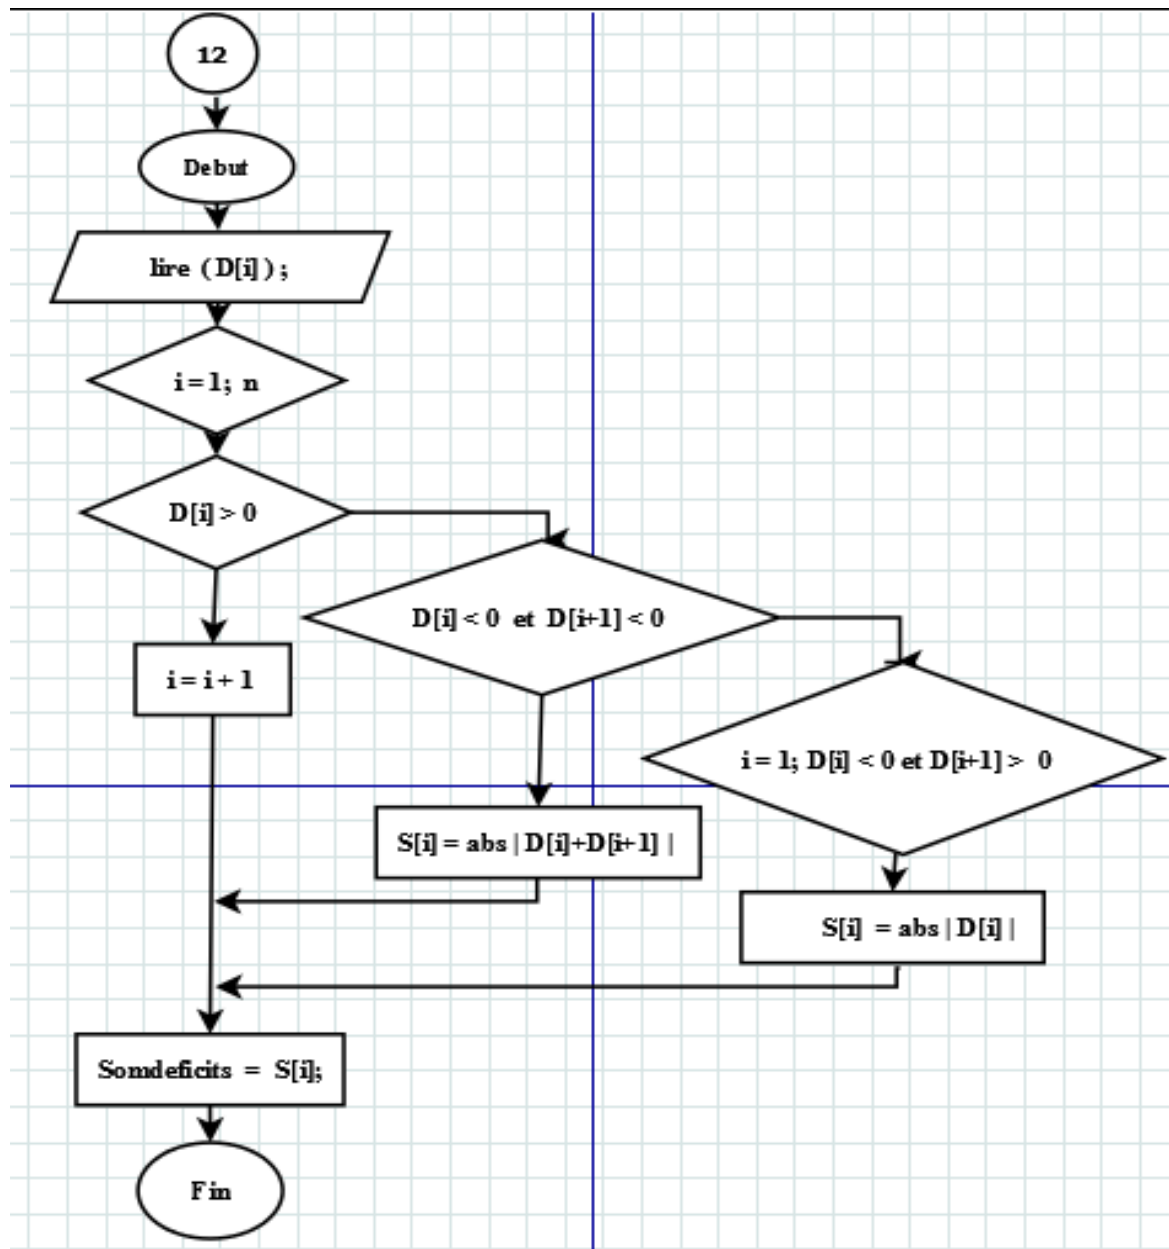 12
Debut
lire ( D[i] ) ;
i = 1; n
D[i] > 0
D[i] < 0 et D[i+1] < 0
i = i + 1
i = 1; D[i] < 0 et D[i+1] > 0
S[i] = abs | D[i]+D[i+1] |
S[i] = abs | D[i] |
Somdeficits = S[i];
Fin